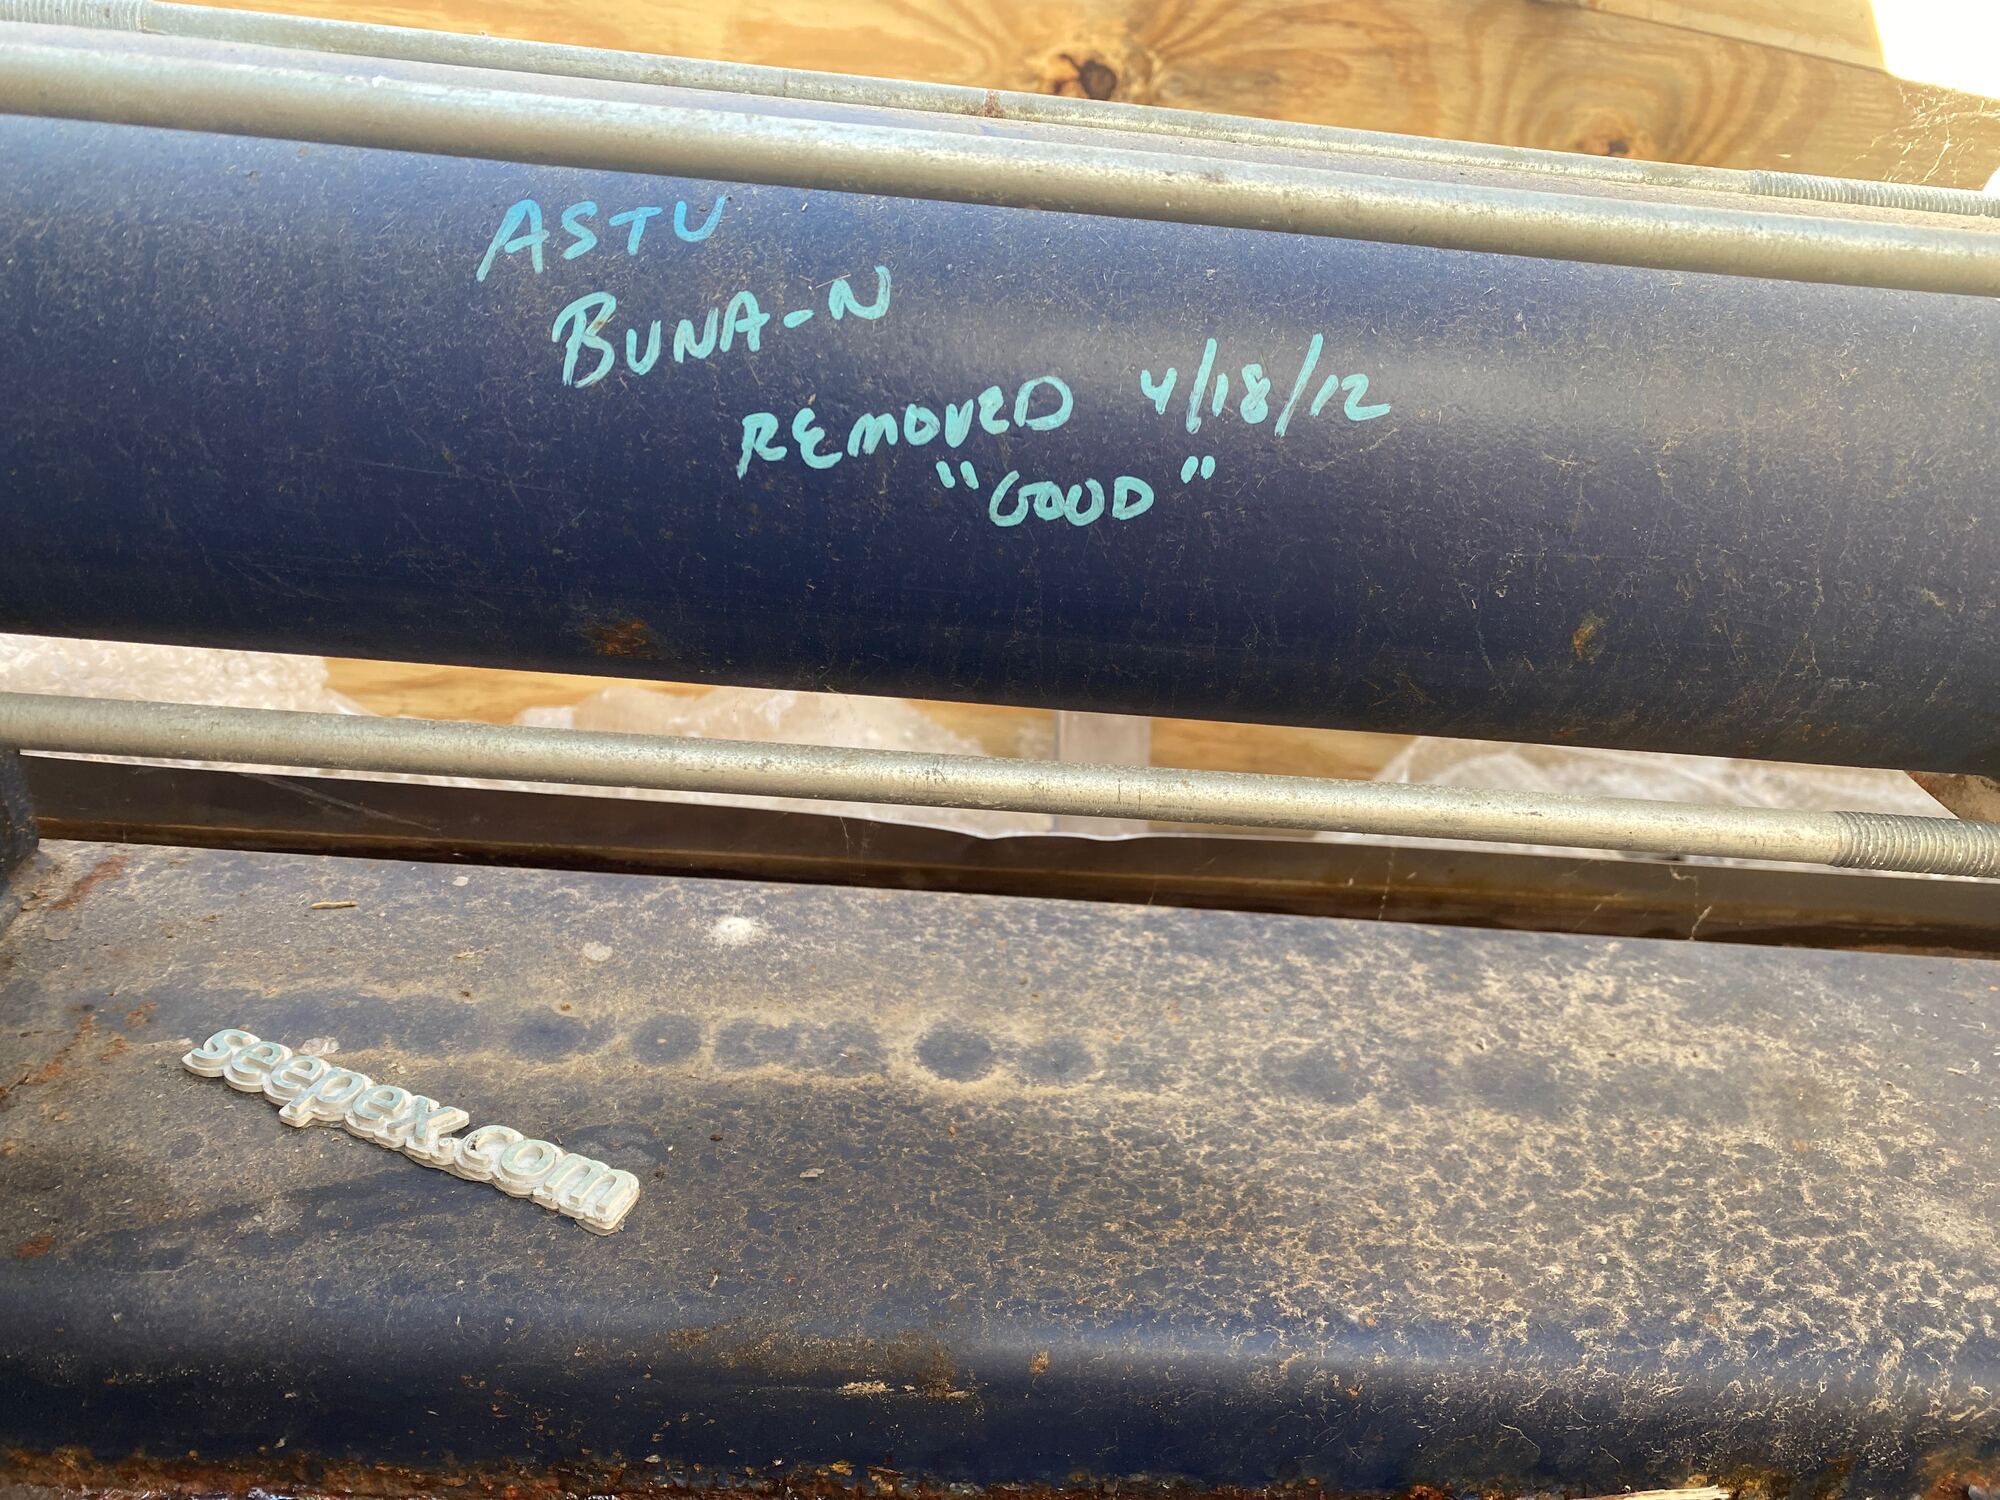 ASTU
BUNA-N
REMOVED 4/18/12
"GOOD"
seepex.com